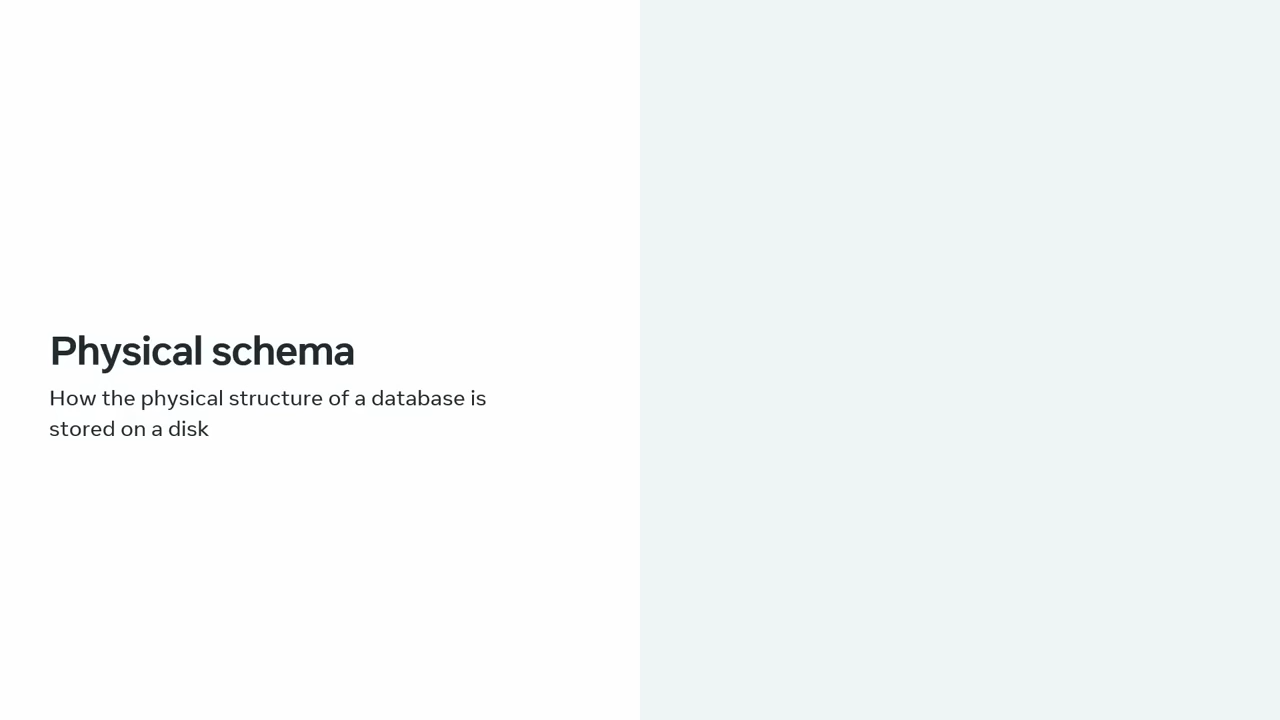 Physical schema
How the physical structure of a database is
stored on a disk